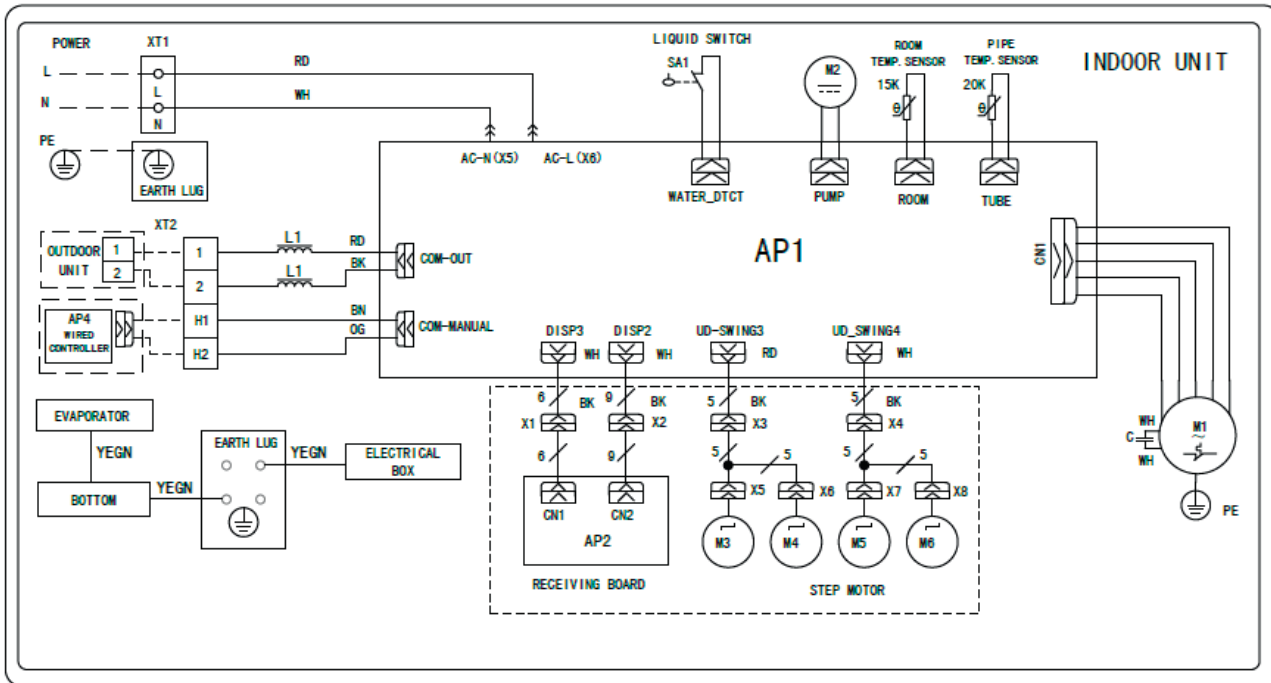 POWER
XT1
RD
LIQUID SWITCH
SA1
M2
ROOM
TEMP. SENSOR
15K
θ
PIPE
TEMP. SENSOR
20K
θ
INDOOR UNIT
L
L
WH
N
N
PE
EARTH LUG
AC-N(X5)
AC-L(X6)
WATER_DTCT
PUMP
ROOM
TUBE
XT2
OUTDOOR
UNIT
1
2
1
2
L1
RD
L1
BK
COM-OUT
AP1
CN1
AP4
WIRED
CONTROLLER
H1
H2
BN
OG
COM-MANUAL
DISP3
DISP2
UD-SWING3
UD_SWING4
WH
WH
RD
WH
6
BK
9
BK
5
BK
5
BK
X1
X2
X3
X4
6
9
5
5
5
5
EVAPORATOR
YEGN
BOTTOM
YEGN
EARTH LUG
YEGN
ELECTRICAL
BOX
X5
X6
X7
X8
CN1
CN2
AP2
M3
M4
M5
M6
RECEIVING BOARD
STEP MOTOR
WH
C
WH
M1
~
PE